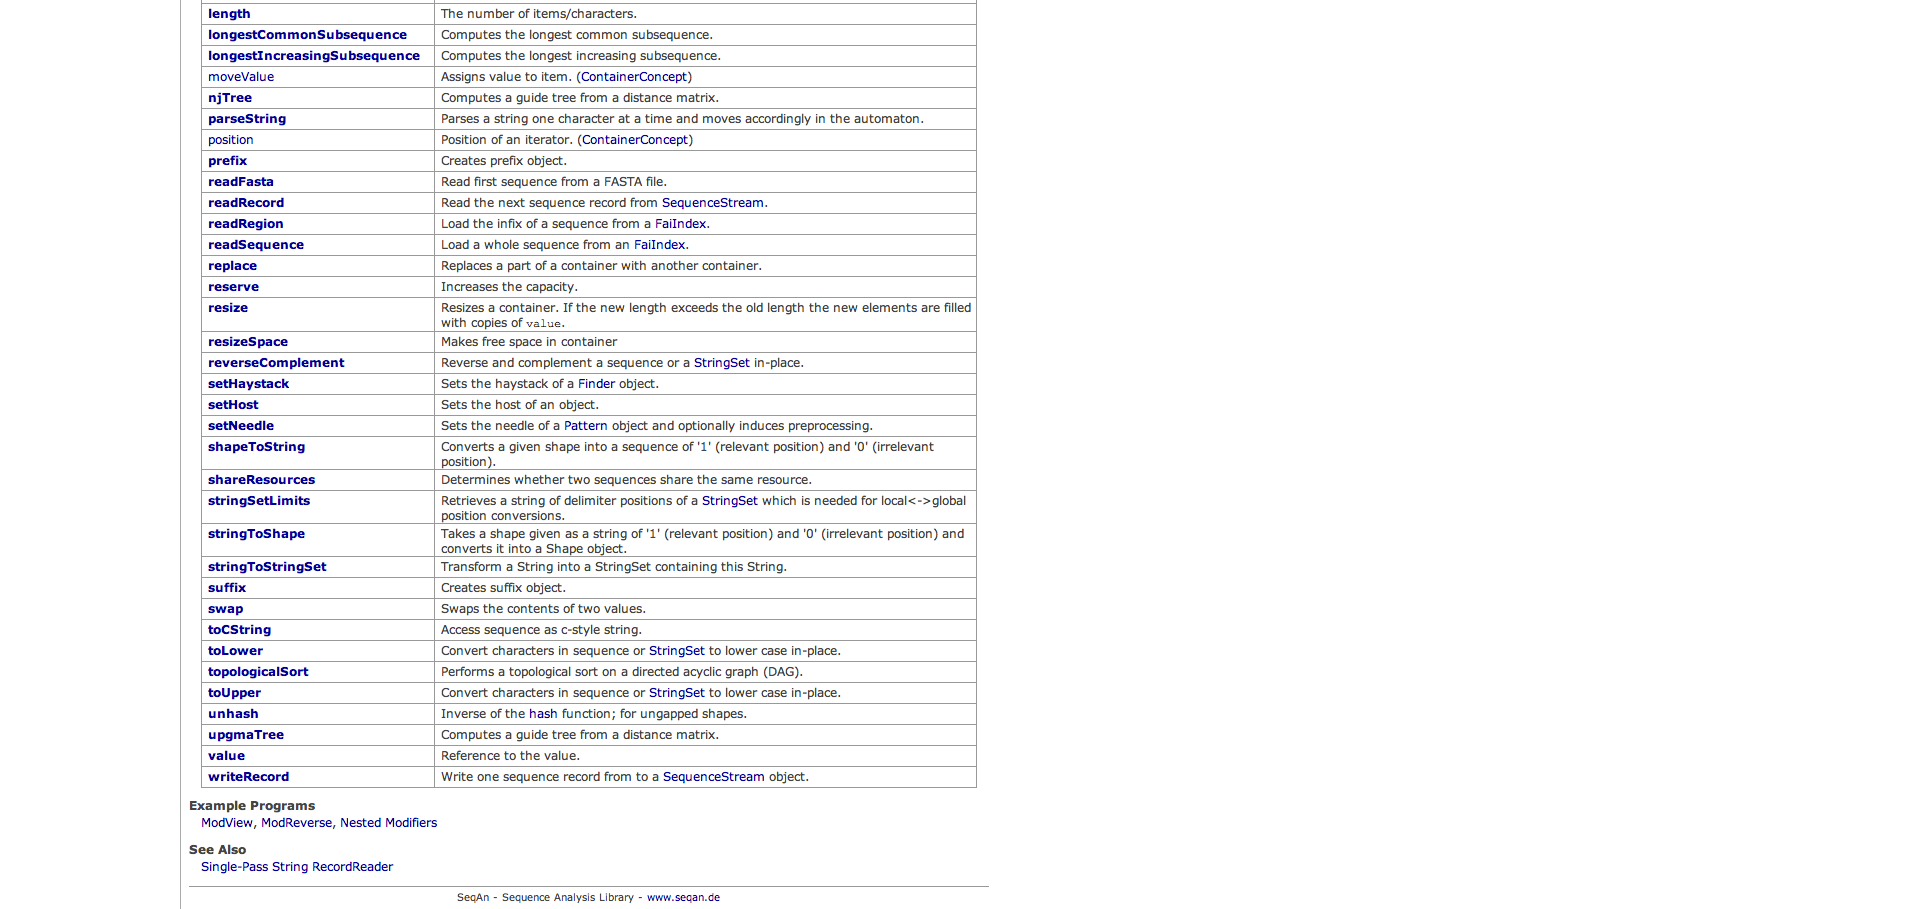 length The number of items/characters.
longestCommonSubsequence Computes the longest common subsequence.
longestIncreasingSubsequence Computes the longest increasing subsequence.
moveValue Assigns value to item. (ContainerConcept)
njTree Computes a guide tree from a distance matrix.
parseString Parses a string one character at a time and moves accordingly in the automaton.
position Position of an iterator. (ContainerConcept)
prefix Creates prefix object.
readFasta Read first sequence from a FASTA file.
readRecord Read the next sequence record from SequenceStream.
readRegion Load the infix of a sequence from a FaiIndex.
readSequence Load a whole sequence from an FaiIndex.
replace Replaces a part of a container with another container.
reserve Increases the capacity.
resize Resizes a container. If the new length exceeds the old length the new elements are filled
with copies of value.
resizeSpace Makes free space in container
reverseComplement Reverse and complement a sequence or a StringSet in-place.
setHaystack Sets the haystack of a Finder object.
setHost Sets the host of an object.
setNeedle Sets the needle of a Pattern object and optionally induces preprocessing.
shapeToString Converts a given shape into a sequence of '1' (relevant position) and '0' (irrelevant
position).
shareResources Determines whether two sequences share the same resource.
stringSetLimits Retrieves a string of delimiter positions of a StringSet which is needed for local<->global
position conversions.
stringToShape Takes a shape given as a string of '1' (relevant position) and '0' (irrelevant position) and
converts it into a Shape object.
stringToStringSet Transform a String into a StringSet containing this String.
suffix Creates suffix object.
swap Swaps the contents of two values.
toCString Access sequence as c-style string.
toLower Convert characters in sequence or StringSet to lower case in-place.
topologicalSort Performs a topological sort on a directed acyclic graph (DAG).
toUpper Convert characters in sequence or StringSet to lower case in-place.
unhash Inverse of the hash function; for ungapped shapes.
upgmaTree Computes a guide tree from a distance matrix.
value Reference to the value.
writeRecord Write one sequence record from to a SequenceStream object.
Example Programs
ModView, ModReverse, Nested Modifiers
See Also
Single-Pass String RecordReader
SeqAn - Sequence Analysis Library - www.seqan.de